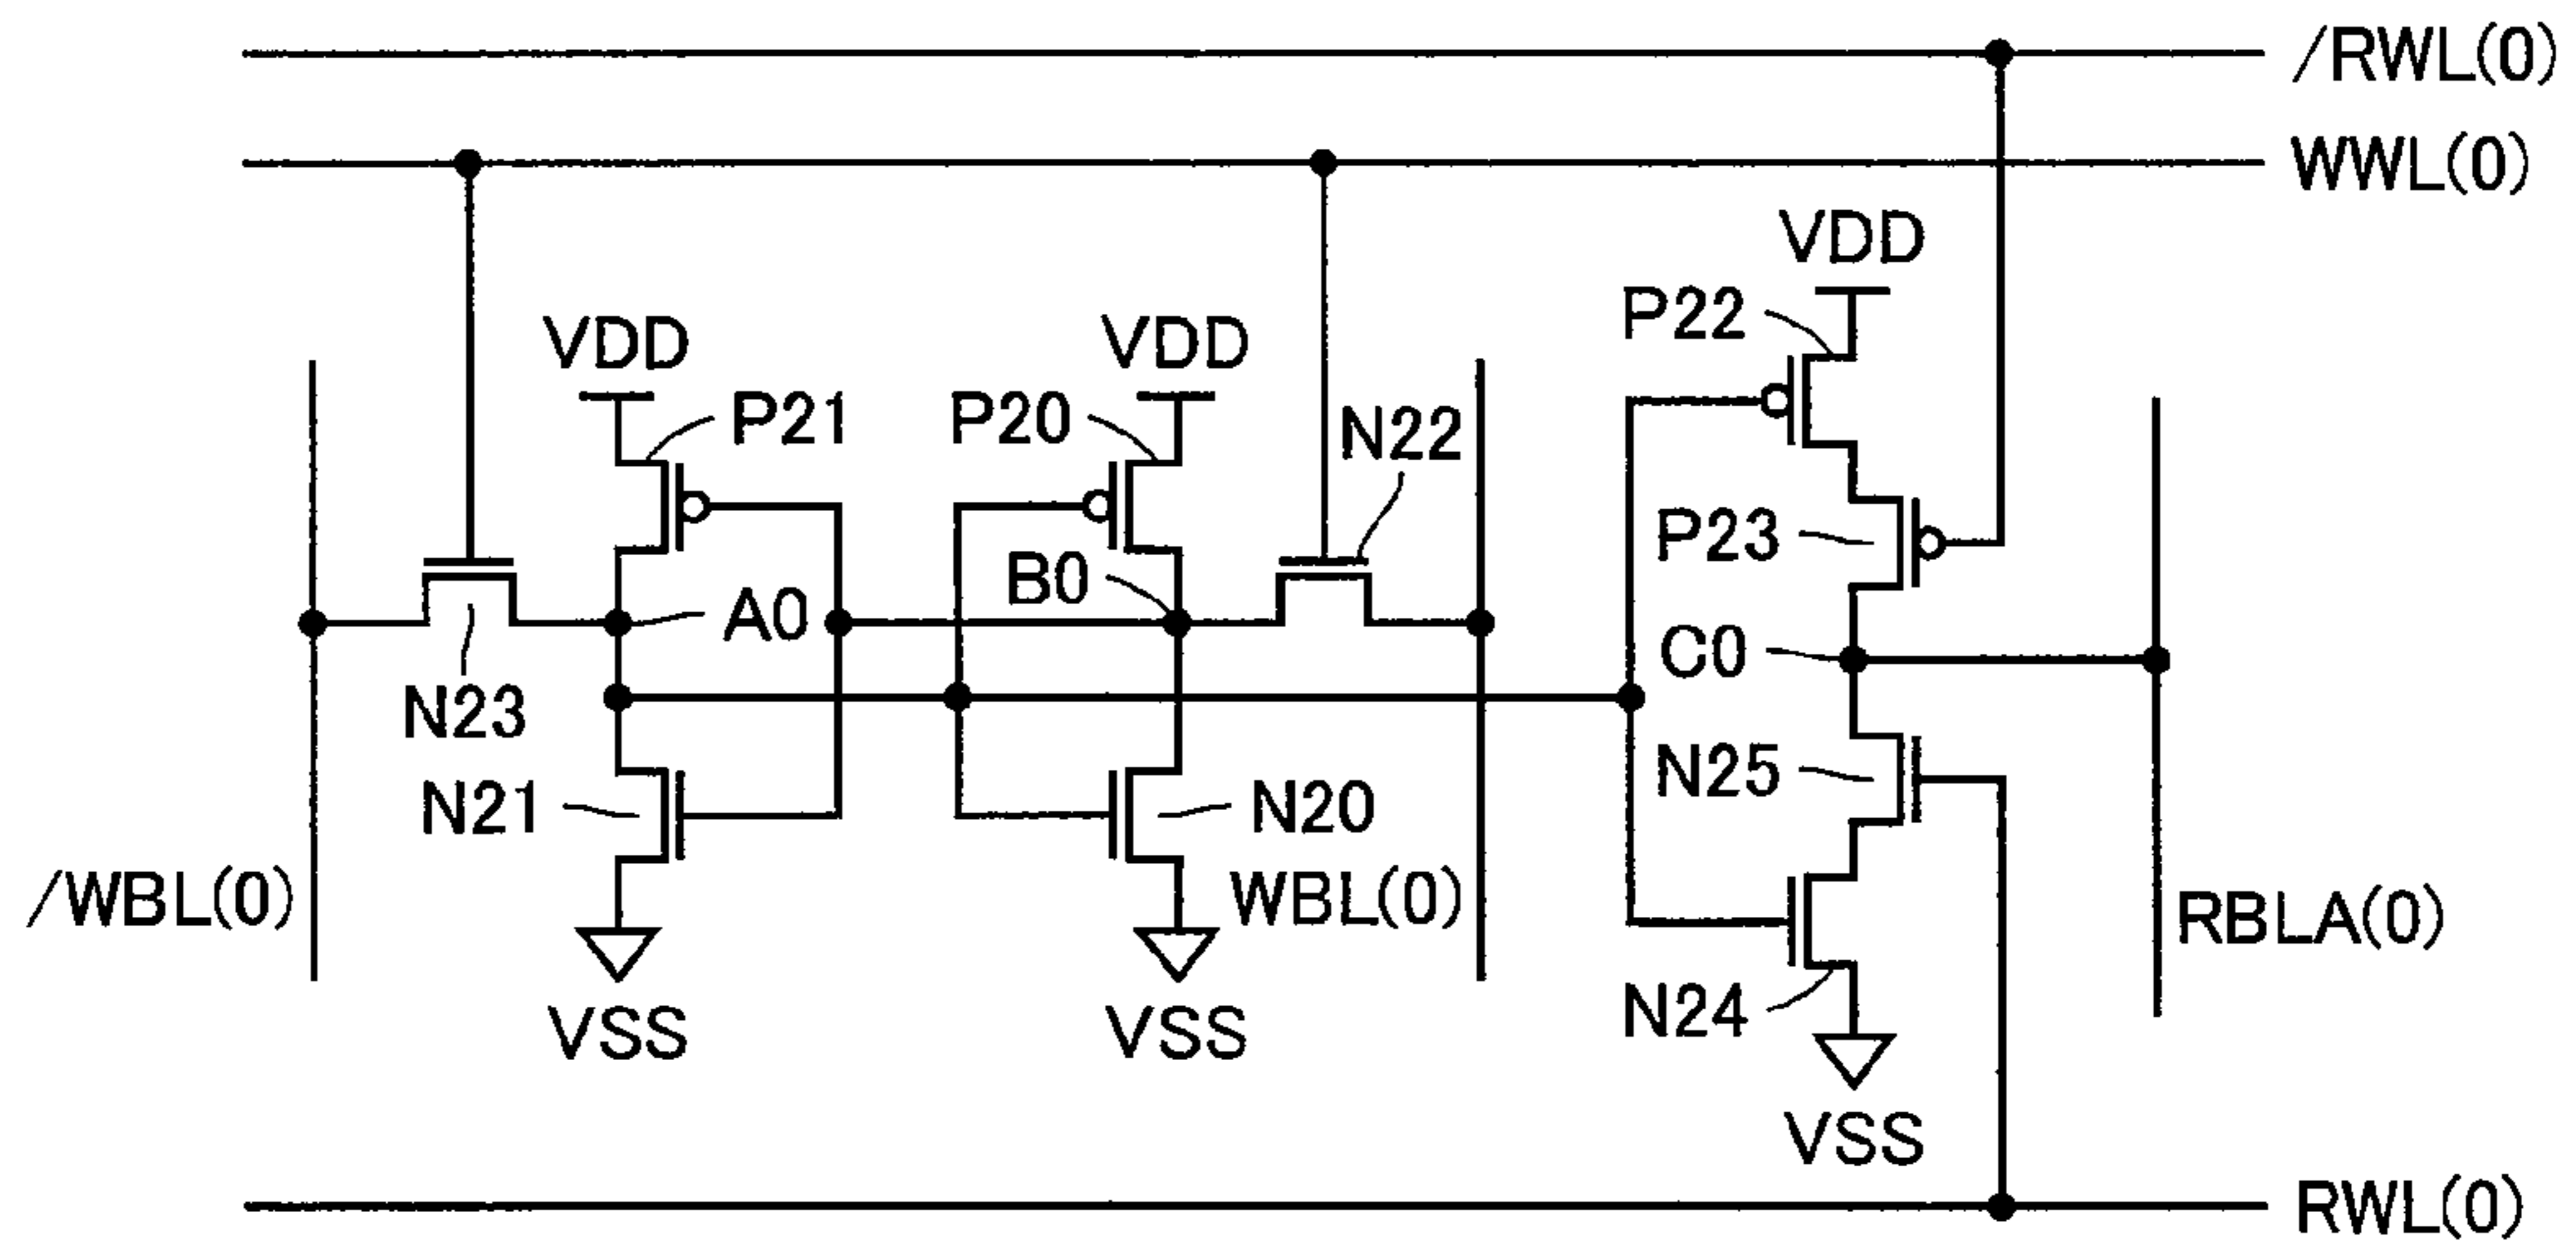 /RWL(0)
WWL(0)
VDD
P22
VDD
VDD
P21
P20
N22
P23
B0
A0
C0
N23
N25
N21
N20
/WBL(0)
WBL(0)
RBLA(0)
N24
VSS
VSS
VSS
RWL(0)